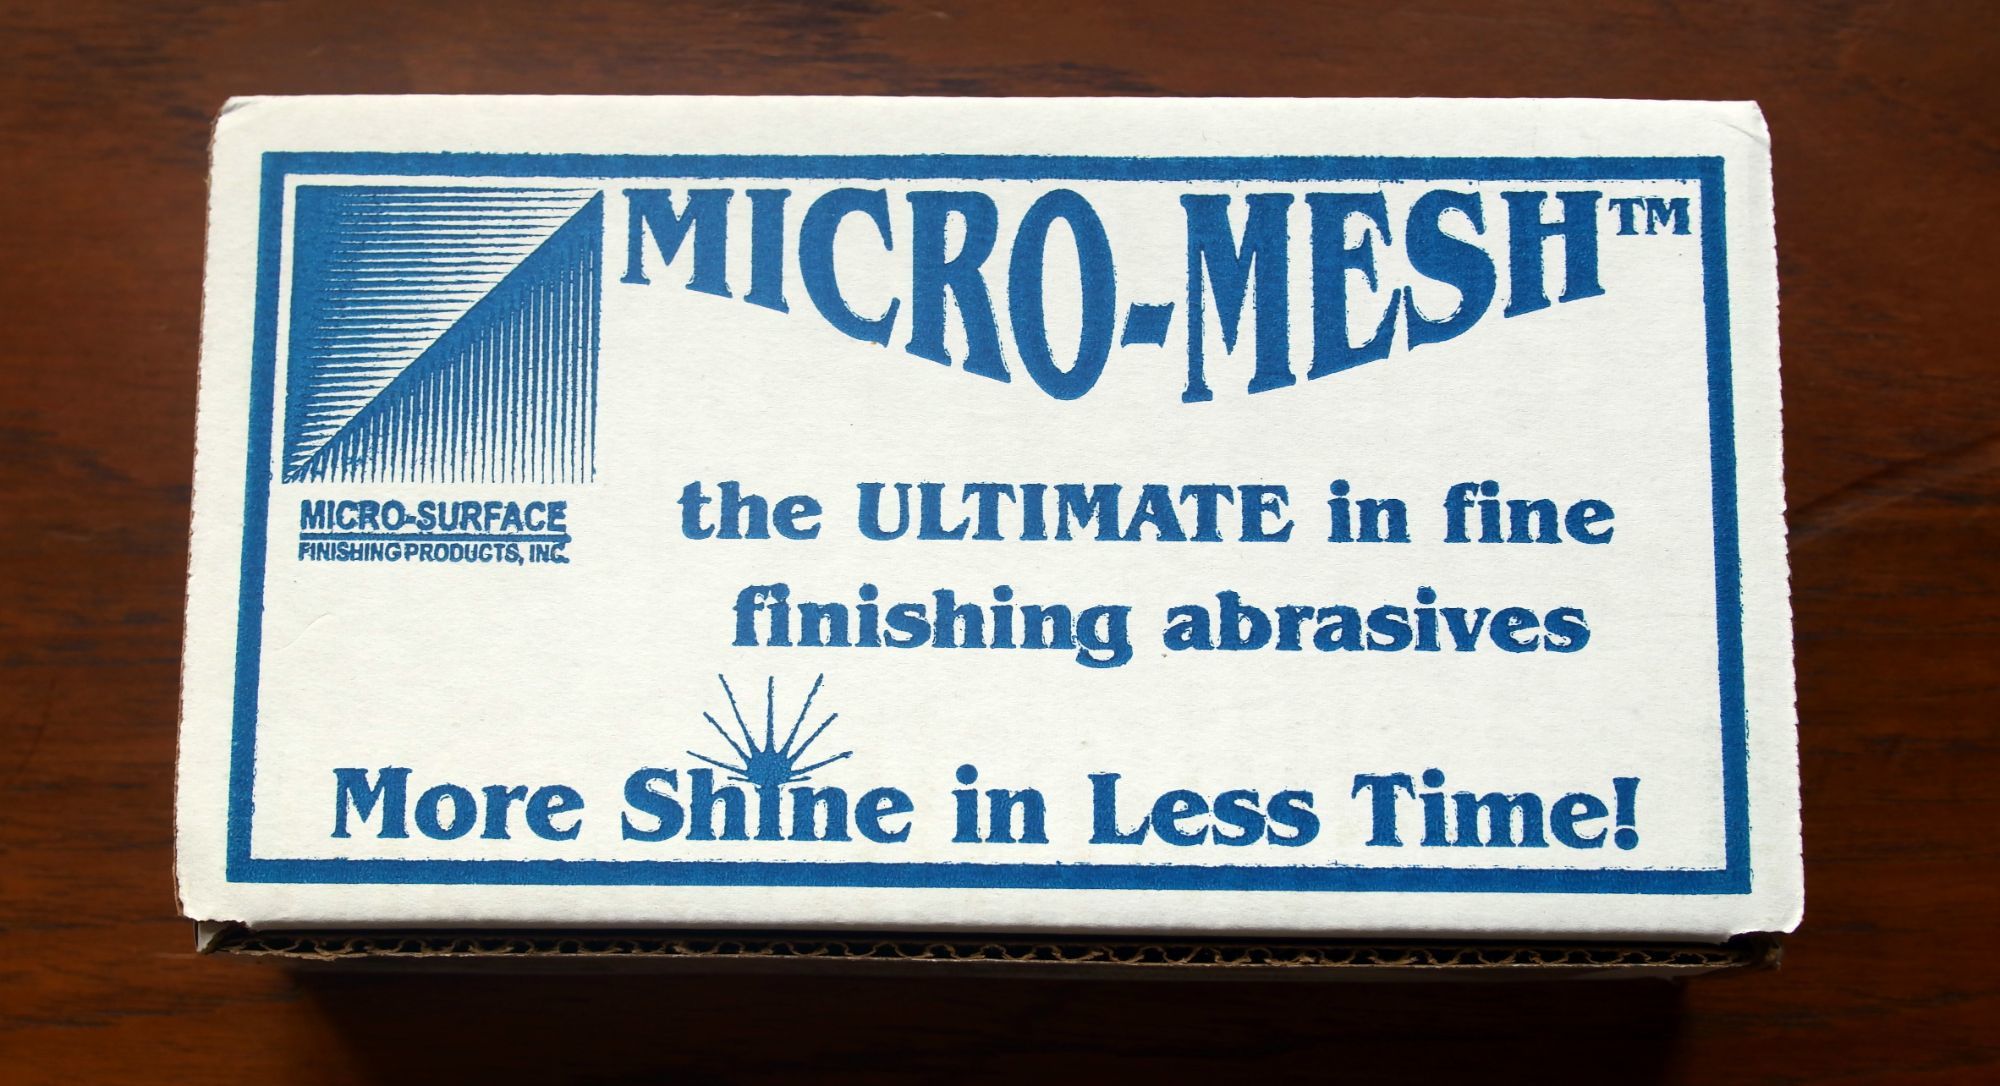 MICRO-MESH™
MICRO-SURFACE
FINISHING PRODUCTS, INC.
the ULTIMATE in fine
finishing abrasives
More Shine in Less Time!